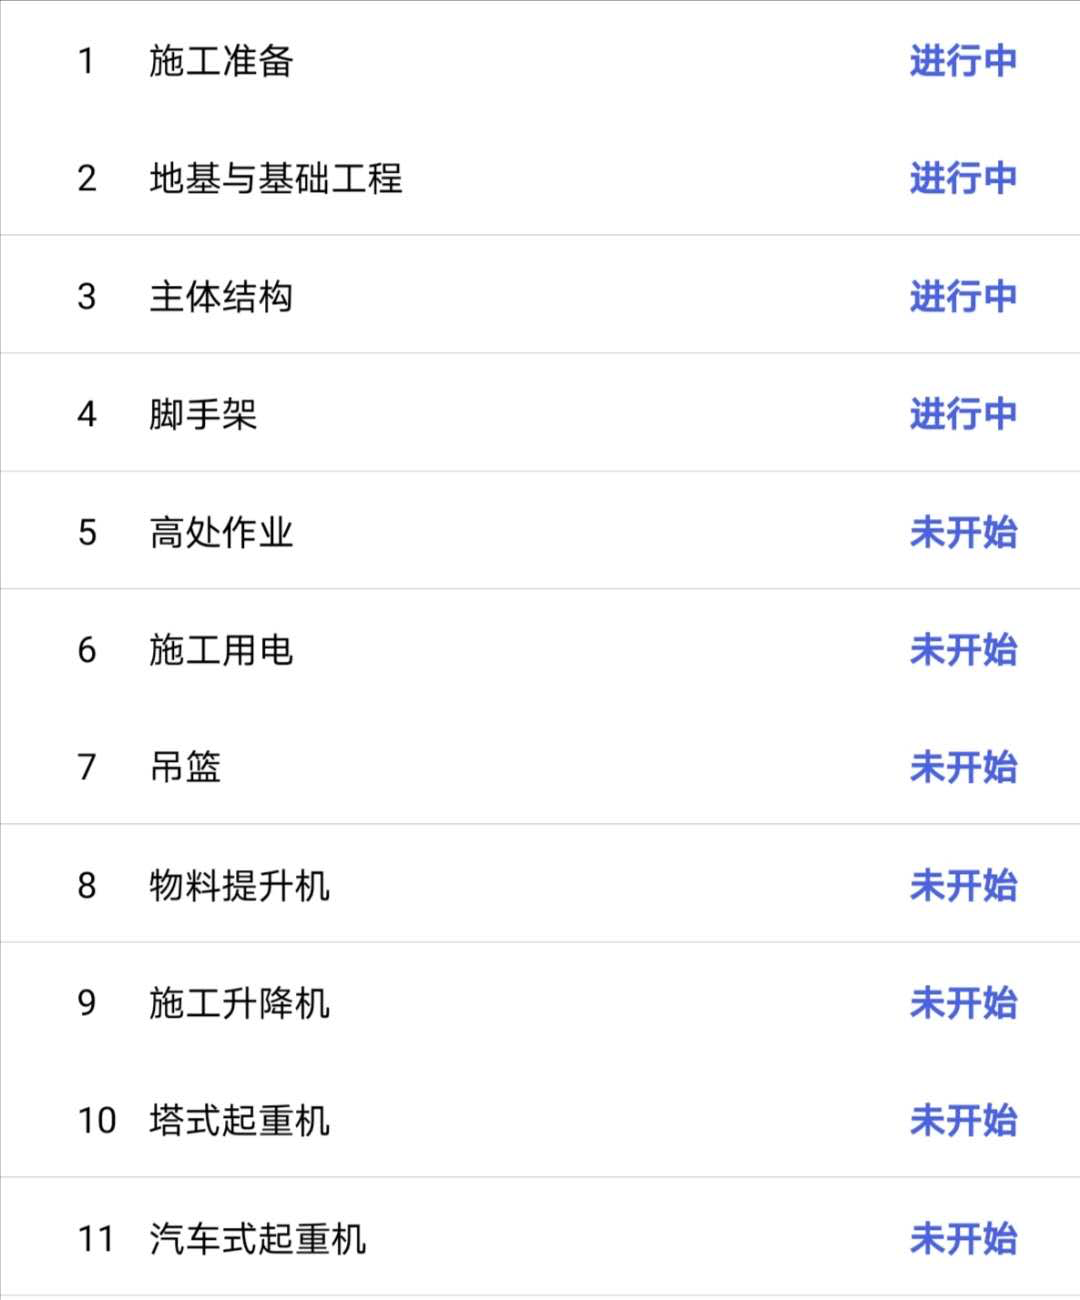 1 施工准备 进行中
2 地基与基础工程 进行中
3 主体结构 进行中
4 脚手架 进行中
5 高处作业 未开始
6 施工用电 未开始
7 吊篮 未开始
8 物料提升机 未开始
9 施工升降机 未开始
10 塔式起重机 未开始
11 汽车式起重机 未开始